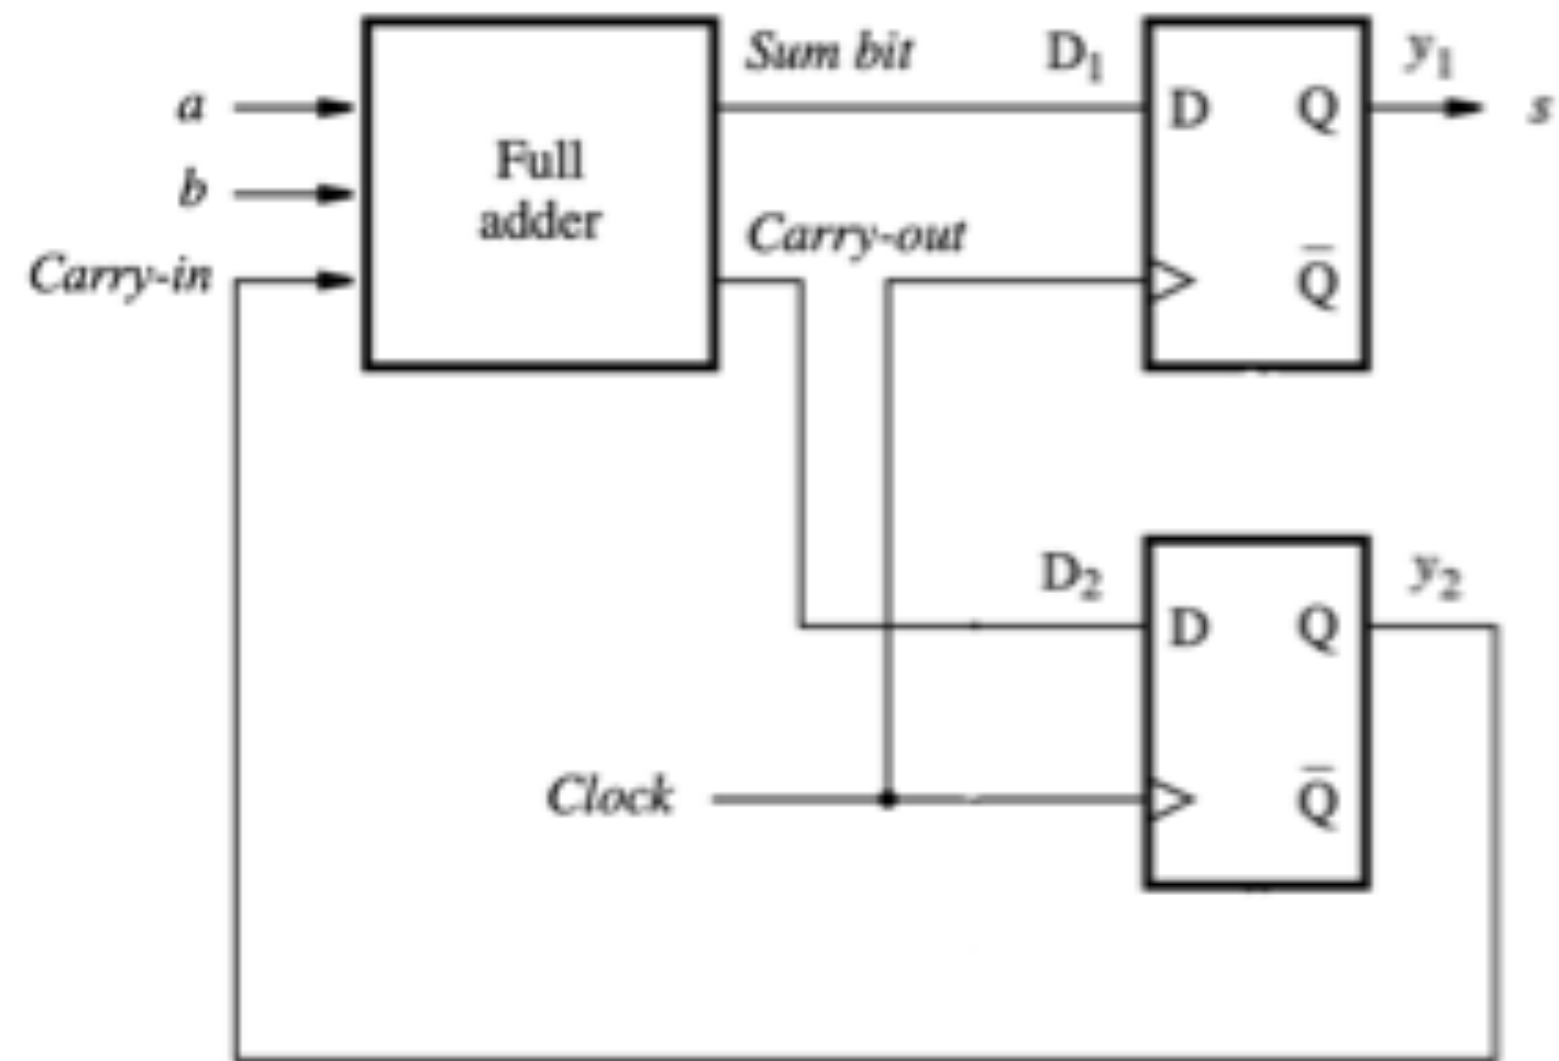 Sum bit
D₁
y₁
a
D
Q
s
b
Full
adder
Carry-out
Carry-in
Q̅
D₂
y₂
D
Q
Clock
Q̅